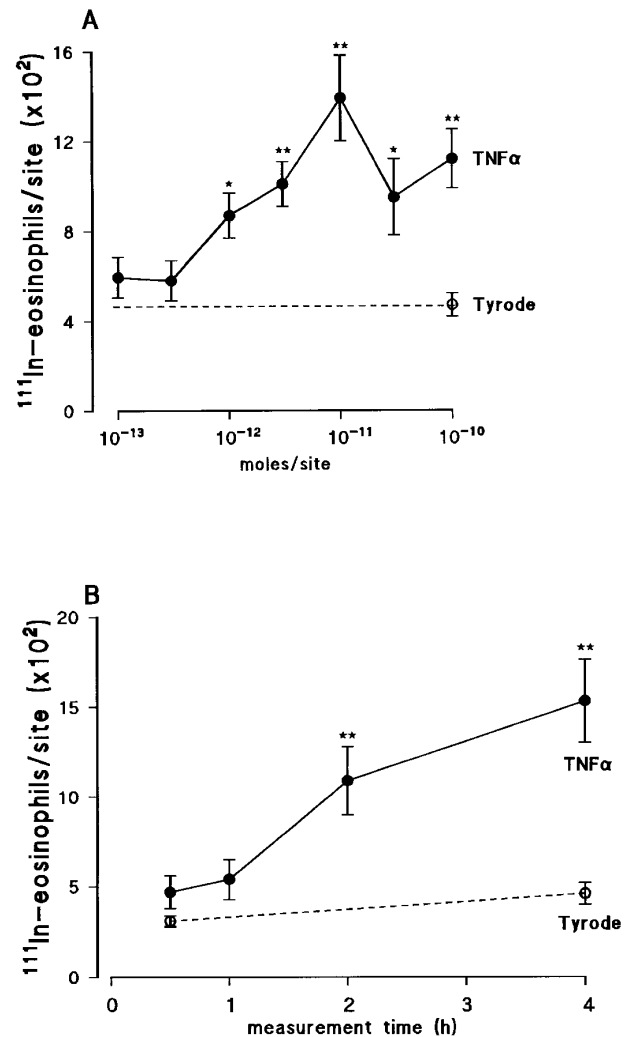 A
¹¹¹In−eosinophils/site (x10²)
16
12
8
4
0
**
*
**
*
**
TNFα
Tyrode
10⁻¹³
10⁻¹²
10⁻¹¹
10⁻¹⁰
moles/site
B
¹¹¹In−eosinophils/site (x10²)
20
15
10
5
0
**
**
TNFα
Tyrode
0
1
2
3
4
measurement time (h)